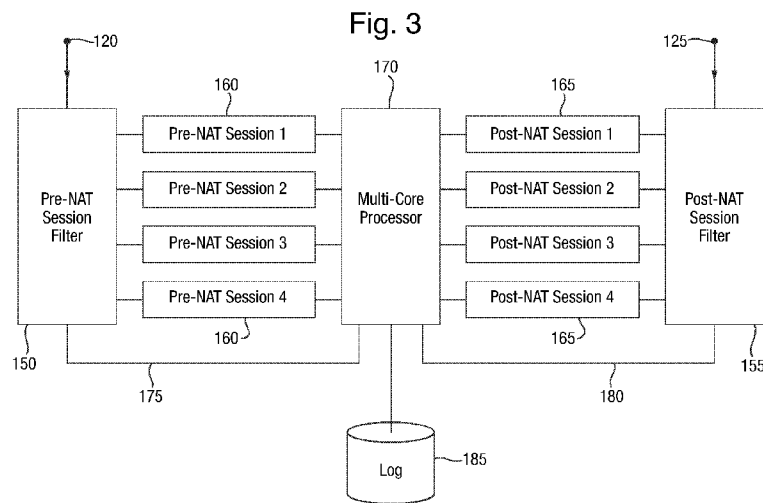 Fig. 3
120
125
160
170
165
Pre-NAT Session 1
Post-NAT Session 1
Pre-NAT
Session
Filter
Pre-NAT Session 2
Multi-Core
Processor
Post-NAT Session 2
Post-NAT
Session
Filter
Pre-NAT Session 3
Post-NAT Session 3
Pre-NAT Session 4
Post-NAT Session 4
150
160
165
155
175
180
Log
185